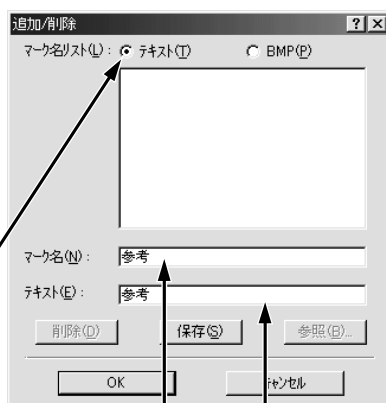 追加/削除
マーク名リスト(L): テキスト(T) BMP(P)
マーク名(N): 参考
テキスト(E): 参考
削除(D) 保存(S) 参照(B)...
OK キャンセル